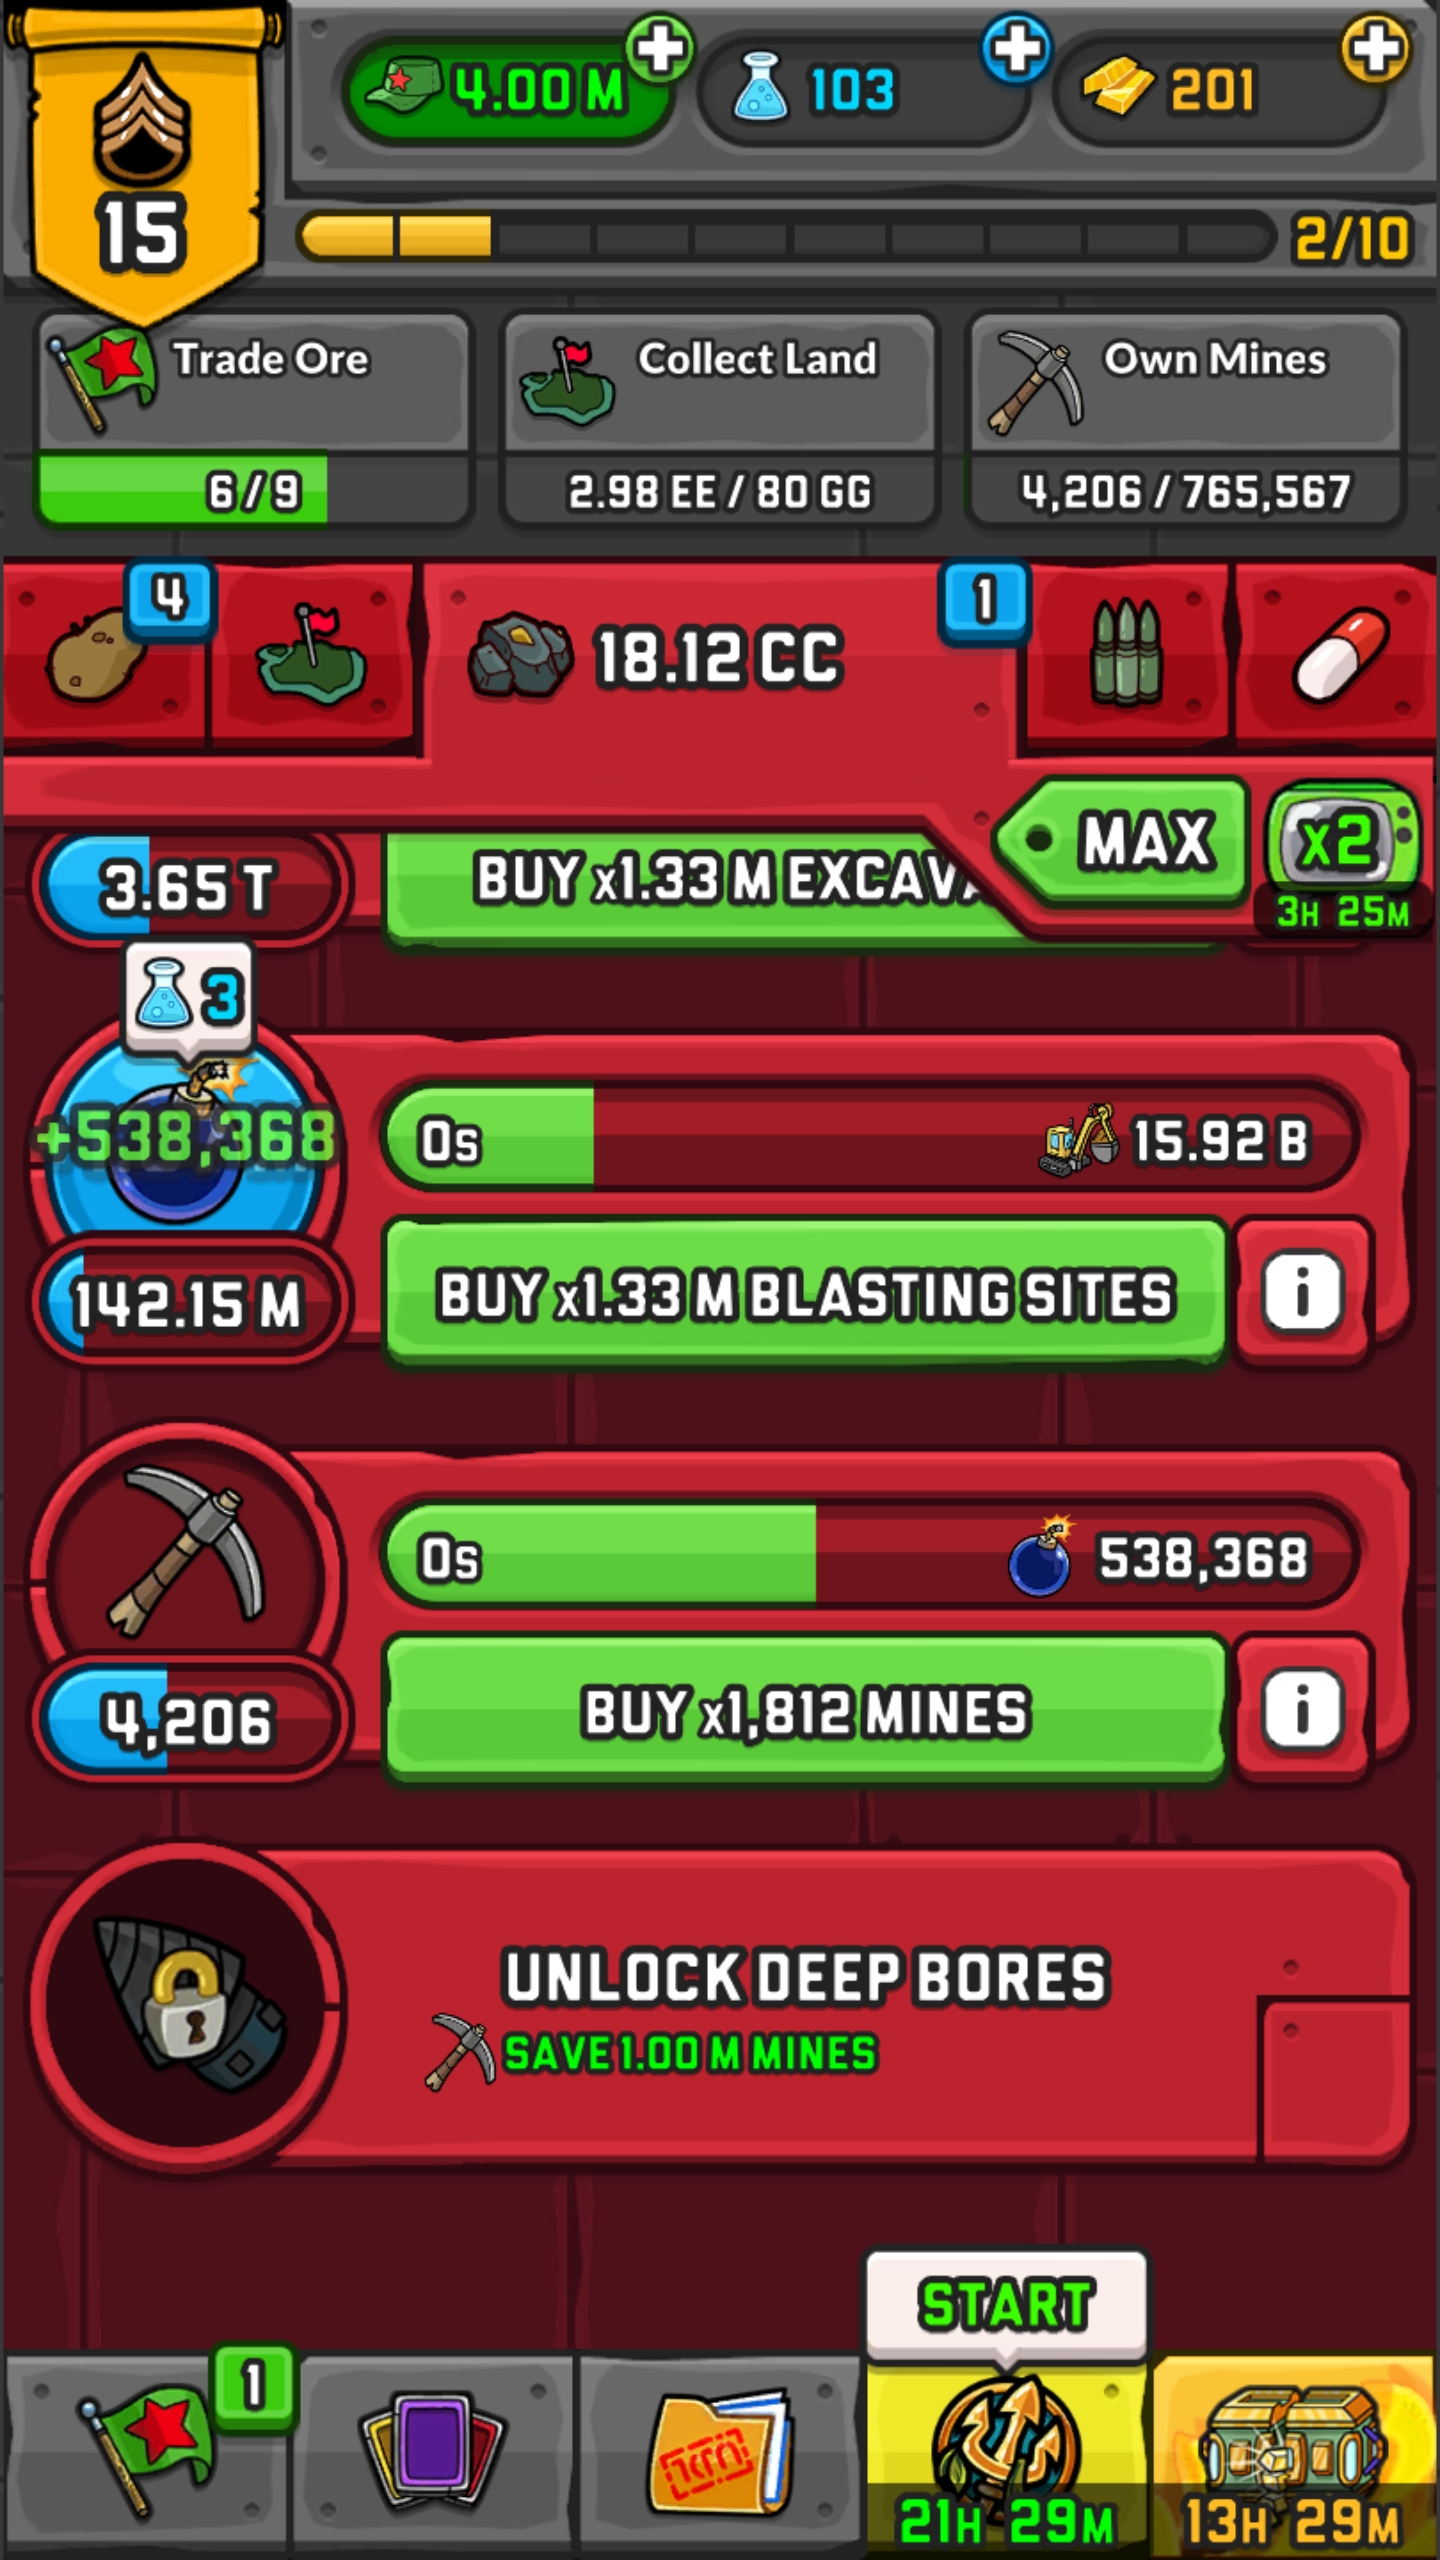 4.00 M
103
201
15
2/10
Trade Ore
Collect Land
Own Mines
6/9
2.98 EE / 80 GG
4,206 / 765,567
4
18.12 CC
1
MAX
x2
3H 25M
3.65 T
BUY x1.33 M
3
+538,368
0s
15.92 B
142.15 M
BUY x1.33 M BLASTING SITES
i
0s
538,368
4,206
BUY x1,812 MINES
i
UNLOCK DEEP BORES
SAVE 1.00 M MINES
START
1
21H 29M
13H 29M